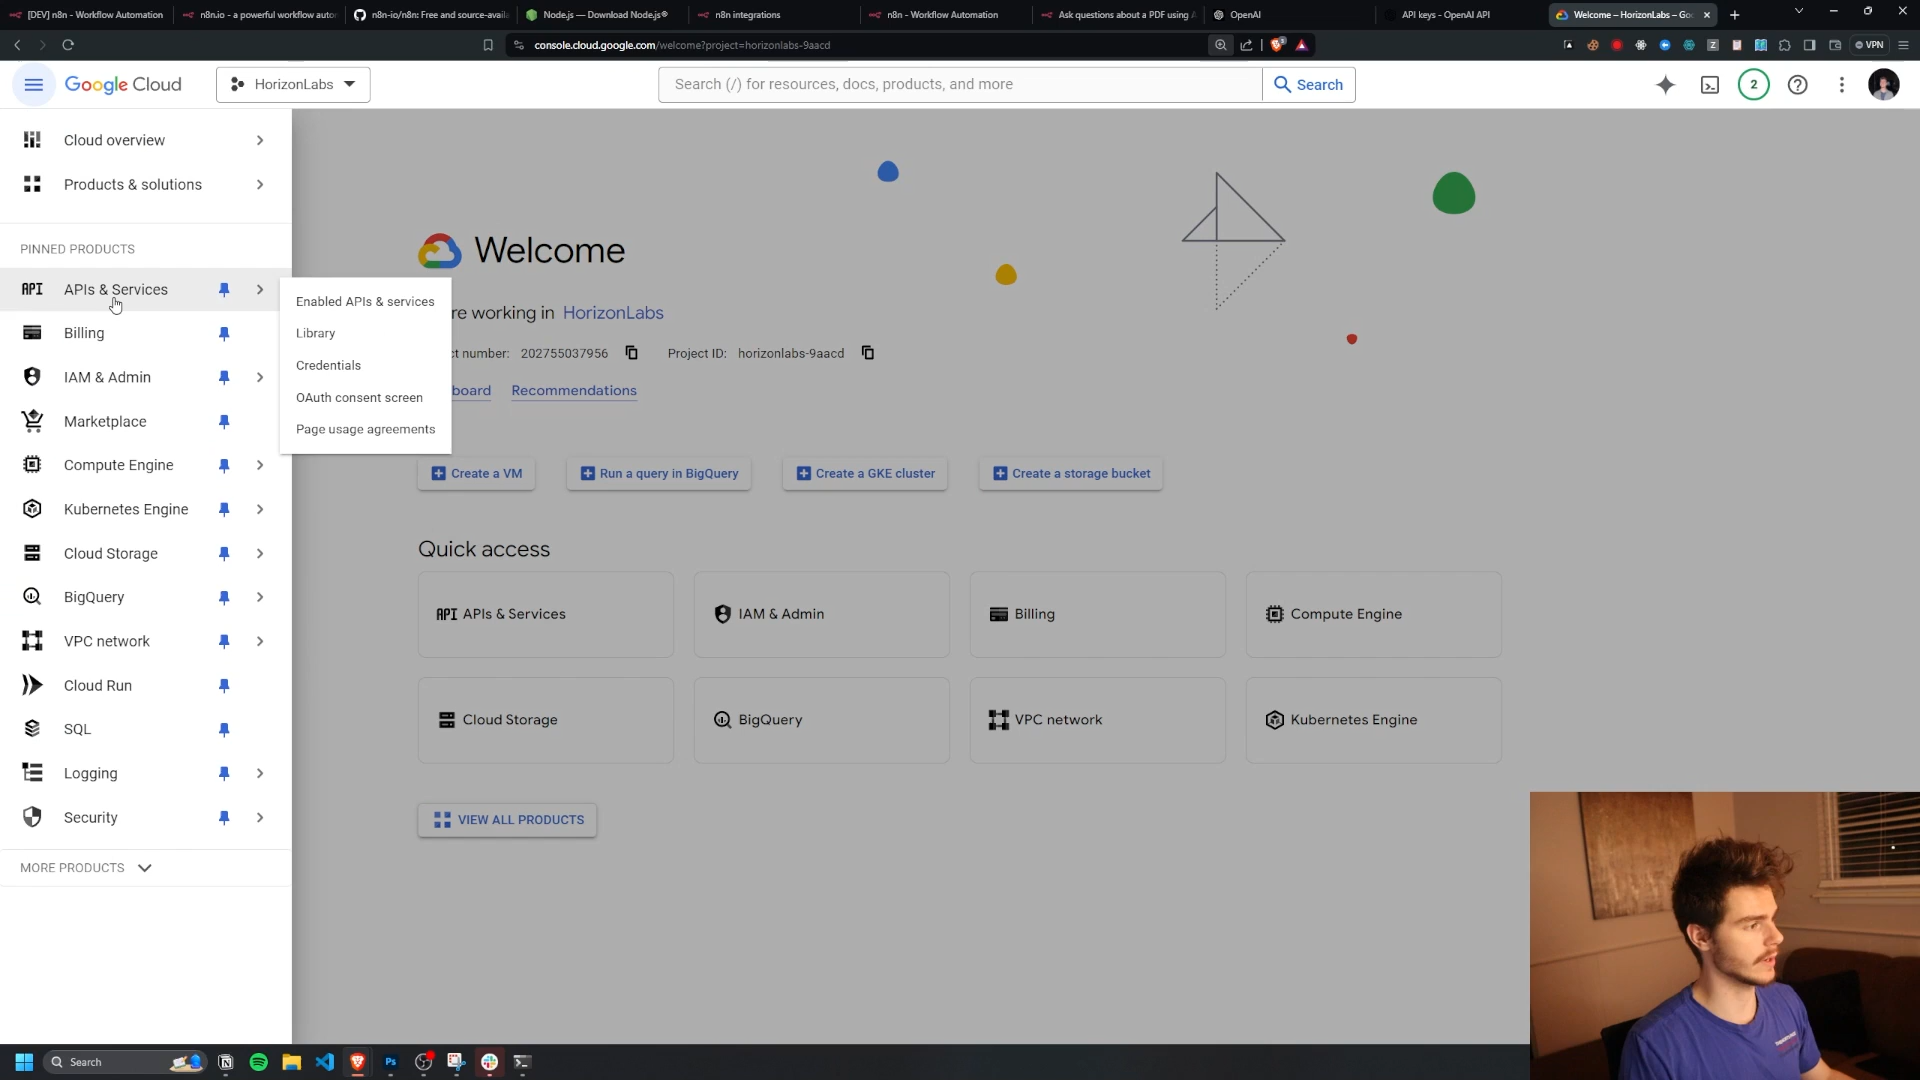 [DEV] n8n - Workflow Automation
n8n.io - a powerful workflow auto
n8n-io/n8n: Free and source-avail
Node.js — Download Node.js®
n8n integrations
n8n - Workflow Automation
Ask questions about a PDF using
OpenAI
API keys - OpenAI API
Welcome – HorizonLabs – Go
console.cloud.google.com/welcome?project=horizonlabs-9aacd
VPN
Google Cloud
HorizonLabs
Search (/) for resources, docs, products, and more
Search
2
Cloud overview
Products & solutions
PINNED PRODUCTS
API APIs & Services
Billing
IAM & Admin
Marketplace
Compute Engine
Kubernetes Engine
Cloud Storage
BigQuery
VPC network
Cloud Run
SQL
Logging
Security
MORE PRODUCTS
Enabled APIs & services
Library
Credentials
OAuth consent screen
Page usage agreements
Welcome
re working in HorizonLabs
ct number: 202755037956
Project ID: horizonlabs-9aacd
board
Recommendations
Create a VM
Run a query in BigQuery
Create a GKE cluster
Create a storage bucket
Quick access
API APIs & Services
IAM & Admin
Billing
Compute Engine
Cloud Storage
BigQuery
VPC network
Kubernetes Engine
VIEW ALL PRODUCTS
Search
Ps